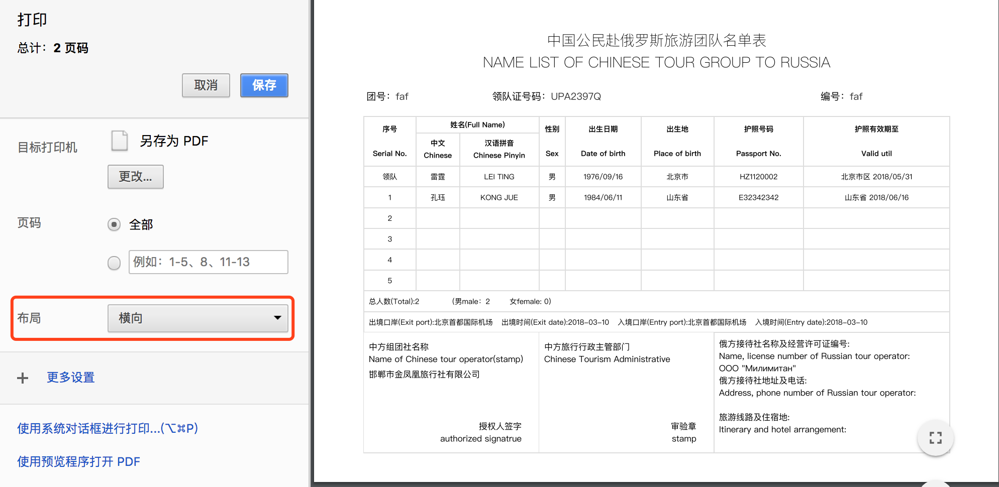 打印
总计：2 页码
取消
保存
目标打印机
另存为 PDF
更改...
页码
全部
例如：1-5、8、11-13
布局
横向
更多设置
使用系统对话框进行打印...(⌥⌘P)
使用预览程序打开 PDF
中国公民赴俄罗斯旅游团队名单表
NAME LIST OF CHINESE TOUR GROUP TO RUSSIA
团号：faf 领队证号码：UPA2397Q 编号：faf
序号 姓名(Full Name) 性别 出生日期 出生地 护照号码 护照有效期至
中文 汉语拼音
Serial No. Chinese Chinese Pinyin Sex Date of birth Place of birth Passport No. Valid util
领队 雷霆 LEI TING 男 1976/09/16 北京市 HZ1120002 北京市区 2018/05/31
1 孔珏 KONG JUE 男 1984/06/11 山东省 E32342342 山东省 2018/06/16
2
3
4
5
总人数(Total):2 (男male：2 女female: 0)
出境口岸(Exit port):北京首都国际机场 出境时间(Exit date):2018-03-10 入境口岸(Entry port):北京首都国际机场 入境时间(Entry date):2018-03-10
中方组团社名称
Name of Chinese tour operator(stamp)
邯郸市金凤凰旅行社有限公司
授权人签字
authorized signatrue
中方旅行行政主管部门
Chinese Tourism Administrative
审验章
stamp
俄方接待社名称及经营许可证编号:
Name, license number of Russian tour operator:
ООО "Милимитан"
俄方接待社地址及电话:
Address, phone number of Russian tour operator:
旅游线路及住宿地:
Itinerary and hotel arrangement: